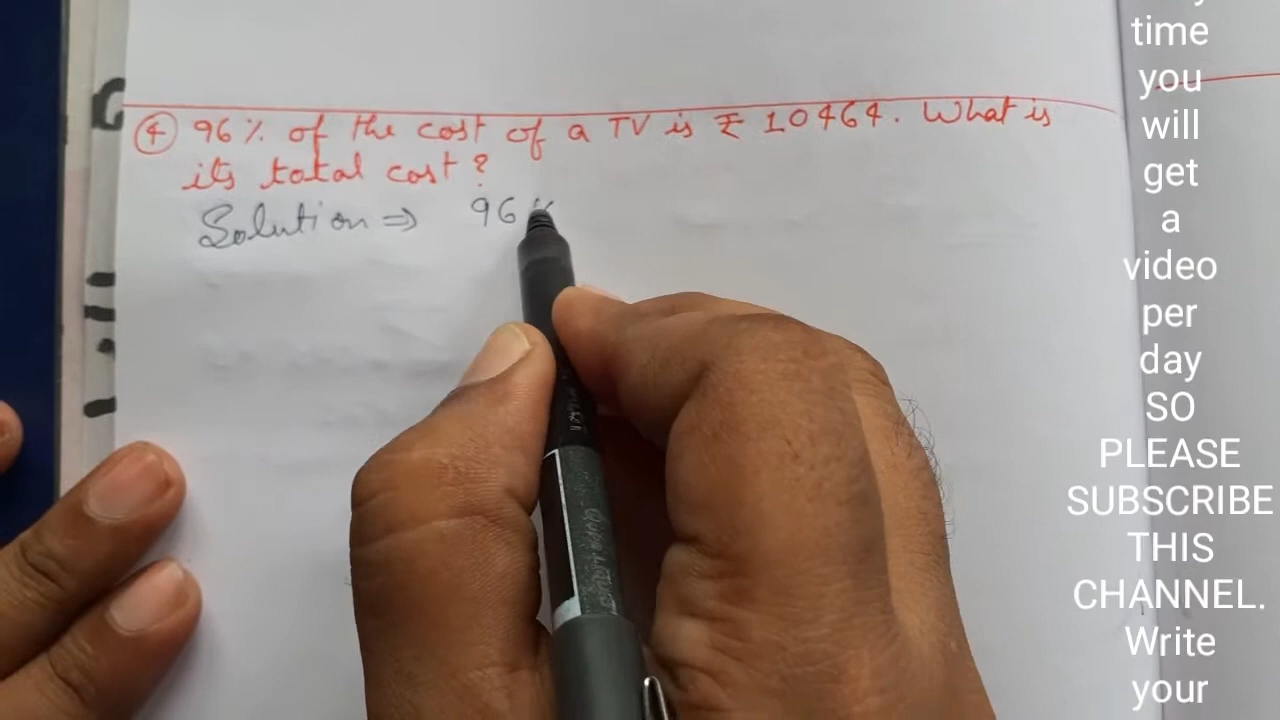 ④ 96% of the cost of a TV is ₹ 10464. What is
its total cost?
Solution ⇒ 96%
time
you
will
get
a
video
per
day
SO
PLEASE
SUBSCRIBE
THIS
CHANNEL.
Write
your